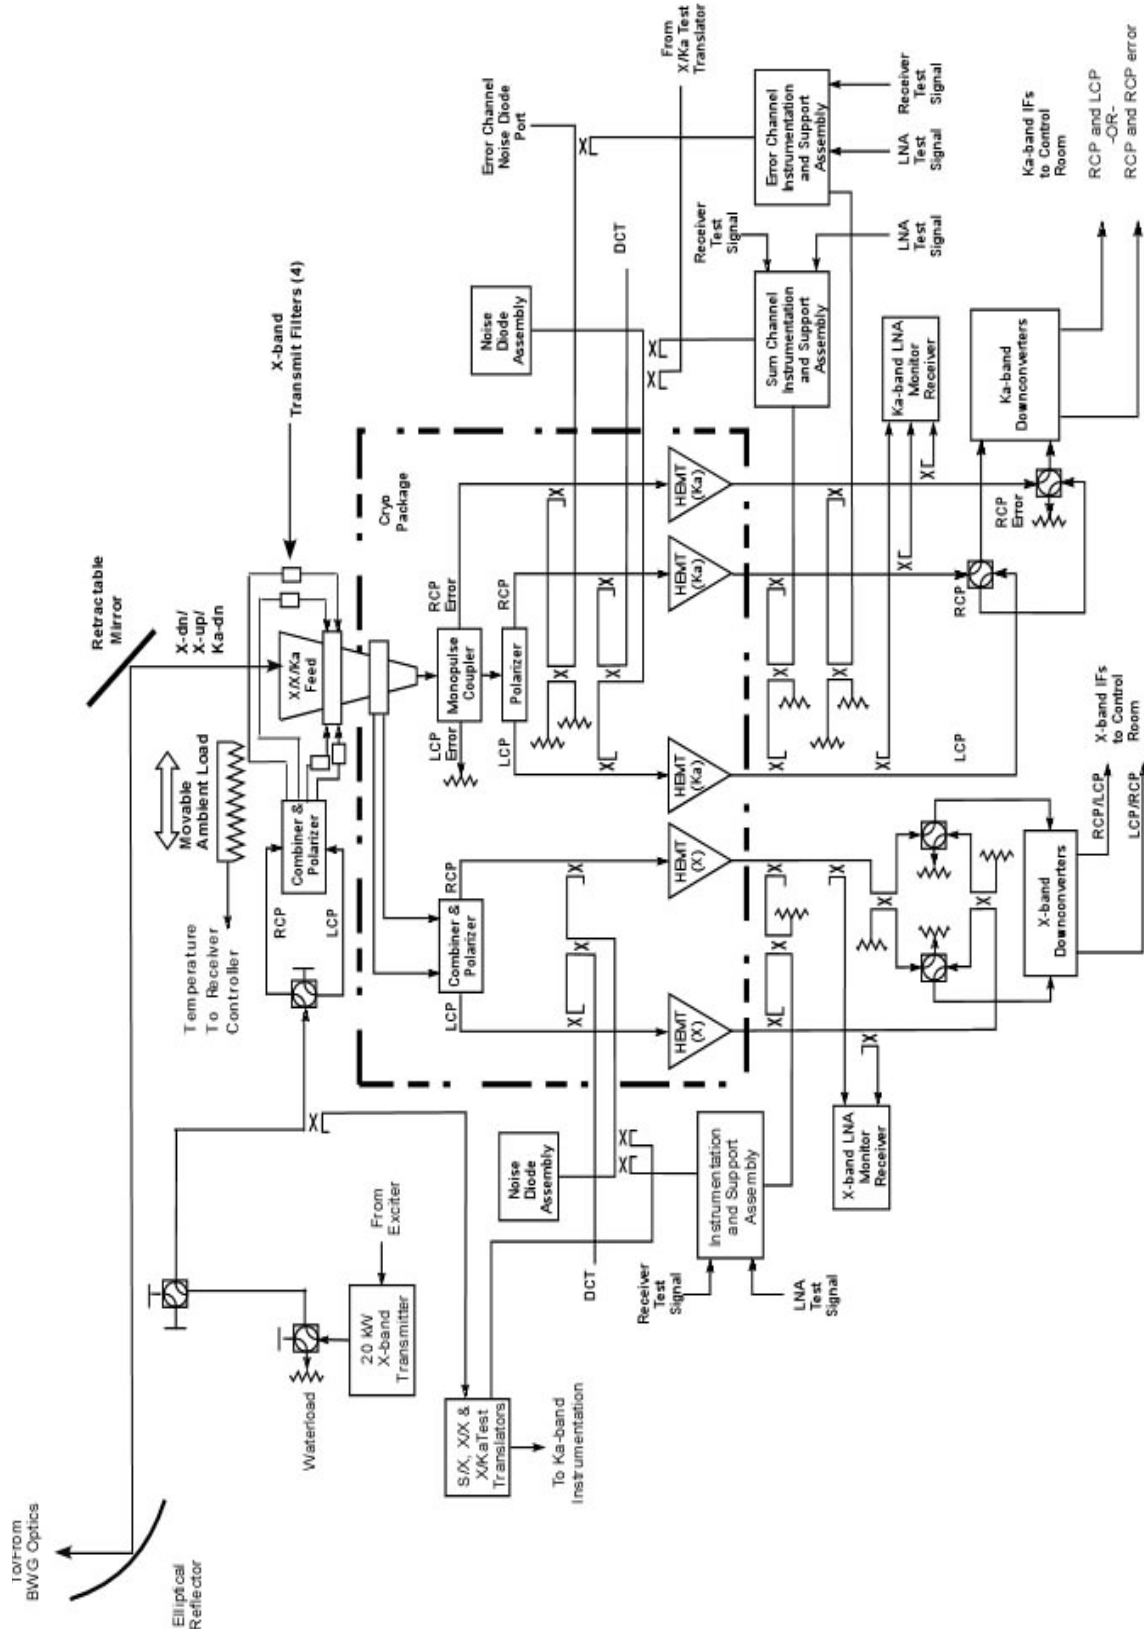 To/From
BWG Optics
Elliptical
Reflector
Retractable
Mirror
X-dn/
X-up/
Ka-dn
Movable
Ambient Load
Temperature
To Receiver
Controller
X-band
Transmit Filters (4)
X/X/Ka
Feed
Combiner &
Polarizer
RCP
LCP
From
Exciter
20 kW
X-band
Transmitter
Waterload
S/X, X/X &
X/KaTest
Translators
To Ka-band
Instrumentation
Cryo
Package
Combiner &
Polarizer
LCP
RCP
Monopulse
Coupler
LCP
Error
RCP
Error
Polarizer
LCP
RCP
HEMT
(X)
HEMT
(X)
HEMT
(Ka)
HEMT
(Ka)
HEMT
(Ka)
Noise
Diode
Assembly
DCT
Instrumentation
and Support
Assembly
Receiver
Test
Signal
LNA
Test
Signal
X-band LNA
Monitor
Receiver
X-band
Downconverters
X-band IFs
to Control
Room
RCP/LCP
LCP/RCP
Noise
Diode
Assembly
DCT
Error Channel
Noise Diode
Port
From
X/Ka Test
Translator
Receiver
Test
Signal
LNA
Test
Signal
Sum Channel
Instrumentation
and Support
Assembly
Error Channel
Instrumentation
and Support
Assembly
LNA
Test
Signal
Receiver
Test
Signal
Ka-band LNA
Monitor
Receiver
LCP
RCP
RCP
Error
Ka-band
Downconverters
Ka-band IFs
to Control
Room
RCP and LCP
-OR-
RCP and RCP error